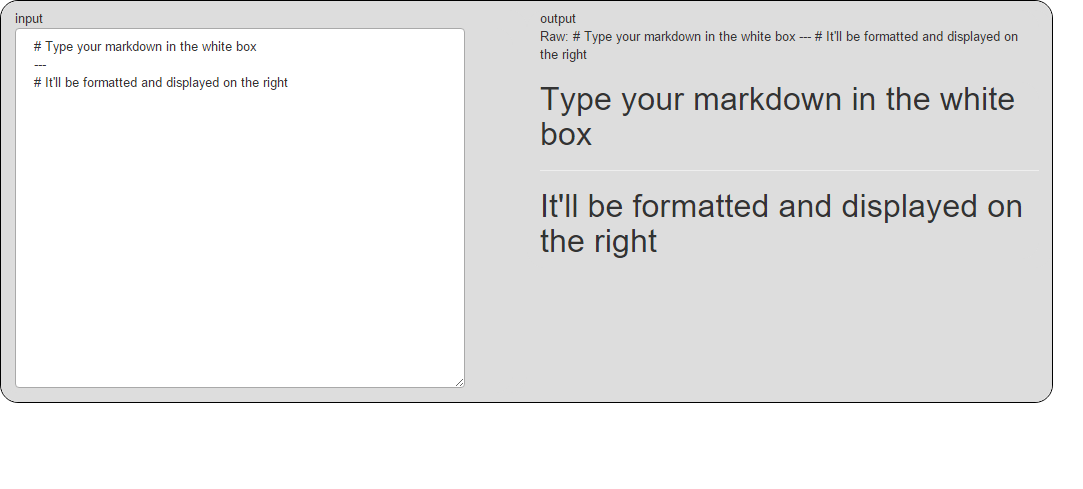 input
# Type your markdown in the white box
---
# It'll be formatted and displayed on the right
output
Raw: # Type your markdown in the white box --- # It'll be formatted and displayed on
the right
Type your markdown in the white
box
It'll be formatted and displayed on
the right